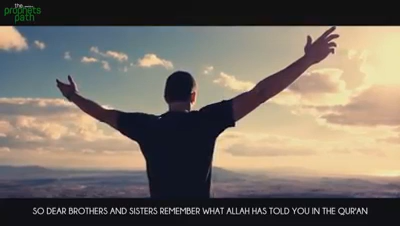 the
prophets
path
SO DEAR BROTHERS AND SISTERS REMEMBER WHAT ALLAH HAS TOLD YOU IN THE QUR'AN